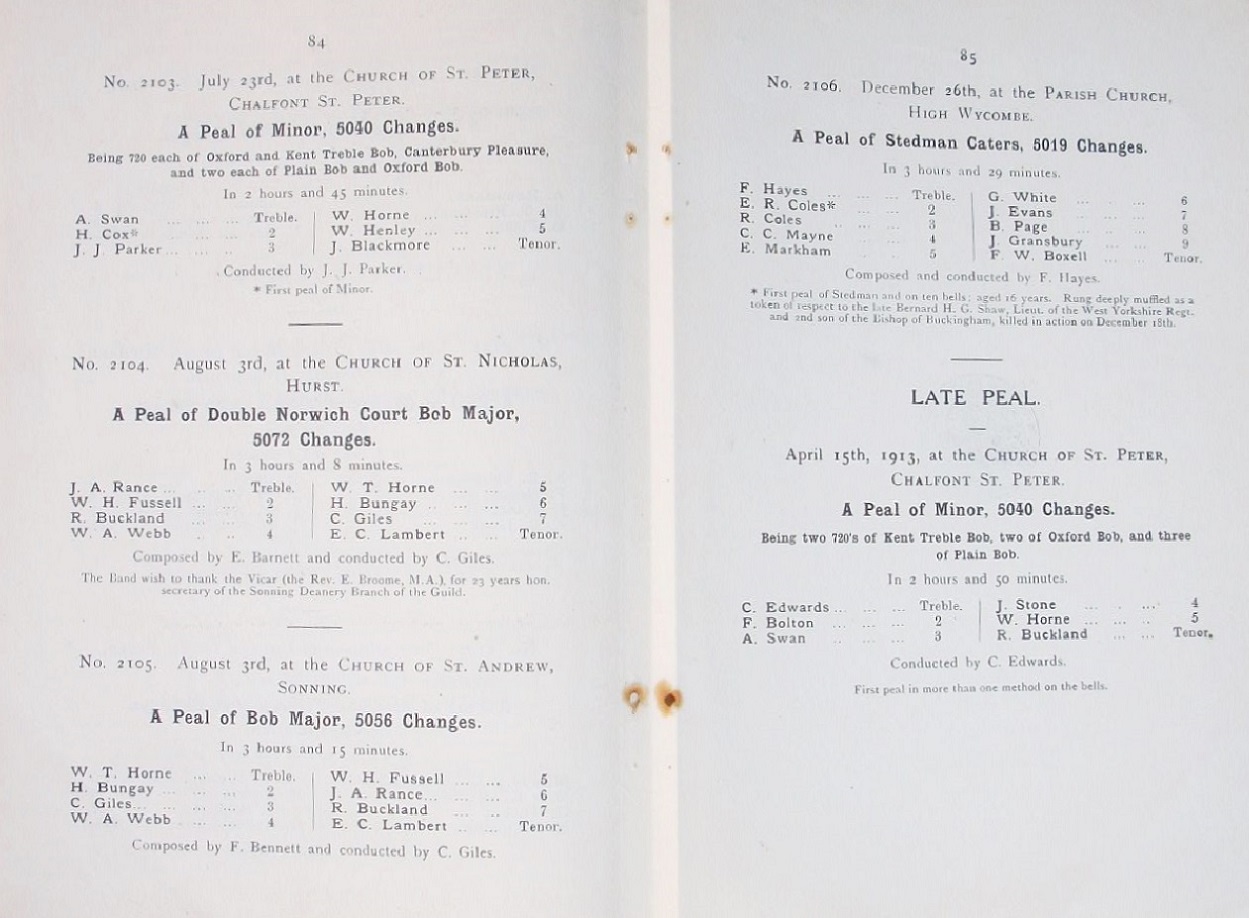 84
No. 2103. July 23rd, at the CHURCH OF ST. PETER,
CHALFONT ST. PETER.
A Peal of Minor, 5040 Changes.
Being 720 each of Oxford and Kent Treble Bob, Canterbury Pleasure,
and two each of Plain Bob and Oxford Bob.
In 2 hours and 45 minutes.
A. Swan ... ... ... Treble. W. Horne ... ... ... 4
H. Cox* ... ... 2 W. Henley ... ... ... 5
J. J. Parker ... ... ... 3 J. Blackmore ... ... Tenor.
Conducted by J. J. Parker.
* First peal of Minor.
No. 2104. August 3rd, at the CHURCH OF ST. NICHOLAS,
HURST.
A Peal of Double Norwich Court Bob Major,
5072 Changes.
In 3 hours and 8 minutes.
J. A. Rance ... ... ... Treble. W. T. Horne ... ... 5
W. H. Fussell ... ... ... 2 H. Bungay ... ... ... 6
R. Buckland ... ... 3 C. Giles ... ... 7
W. A. Webb ... ... 4 E. C. Lambert ... ... Tenor.
Composed by E. Barnett and conducted by C. Giles.
The Band wish to thank the Vicar (the Rev. E. Broome, M.A.), for 23 years hon.
secretary of the Sonning Deanery Branch of the Guild.
No. 2105. August 3rd, at the CHURCH OF ST. ANDREW,
SONNING.
A Peal of Bob Major, 5056 Changes.
In 3 hours and 15 minutes.
W. T. Horne ... ... Treble. W. H. Fussell ... ... 5
H. Bungay ... ... ... 2 J. A. Rance ... ... ... 6
C. Giles ... ... ... ... 3 R. Buckland ... ... 7
W. A. Webb ... ... 4 E. C. Lambert ... ... Tenor.
Composed by F. Bennett and conducted by C. Giles.
85
No. 2106. December 26th, at the PARISH CHURCH,
HIGH WYCOMBE.
A Peal of Stedman Caters, 5019 Changes.
In 3 hours and 29 minutes.
F. Hayes ... ... ... Treble. G. White ... ... 6
E. R. Coles* ... ... 2 J. Evans ... ... 7
R. Coles ... ... ... 3 B. Page ... ... 8
C. C. Mayne ... ... 4 J. Gransbury ... ... 9
E. Markham 5 F. W. Boxell ... ... Tenor.
Composed and conducted by F. Hayes.
* First peal of Stedman and on ten bells; aged 16 years. Rung deeply muffled as a
token of respect to the late Bernard H. G. Shaw, Lieut. of the West Yorkshire Regt.
and 2nd son of the Bishop of Buckingham, killed in action on December 18th.
LATE PEAL.
April 15th, 1913, at the CHURCH OF ST. PETER,
CHALFONT ST. PETER.
A Peal of Minor, 5040 Changes.
Being two 720's of Kent Treble Bob, two of Oxford Bob, and three
of Plain Bob.
In 2 hours and 50 minutes.
C. Edwards ... ... ... Treble. J. Stone ... ... 4
F. Bolton ... ... ... 2 W. Horne ... ... ... 5
A. Swan ... ... ... 3 R. Buckland ... ... Tenor.
Conducted by C. Edwards.
First peal in more than one method on the bells.